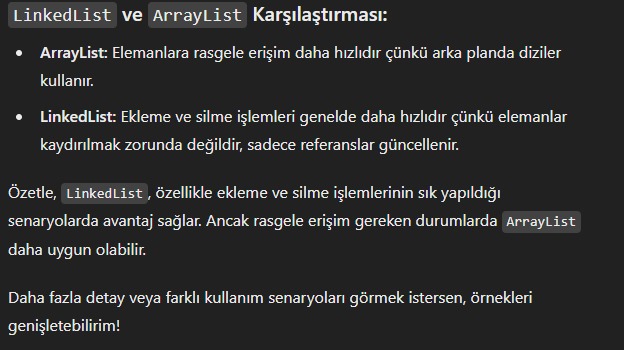 LinkedList ve ArrayList Karşılaştırması:
• ArrayList: Elemanlara rasgele erişim daha hızlıdır çünkü arka planda diziler
kullanır.
• LinkedList: Ekleme ve silme işlemleri genelde daha hızlıdır çünkü elemanlar
kaydırılmak zorunda değildir, sadece referanslar güncellenir.
Özetle, LinkedList, özellikle ekleme ve silme işlemlerinin sık yapıldığı
senaryolarda avantaj sağlar. Ancak rasgele erişim gereken durumlarda ArrayList
daha uygun olabilir.
Daha fazla detay veya farklı kullanım senaryoları görmek istersen, örnekleri
genişletebilirim!